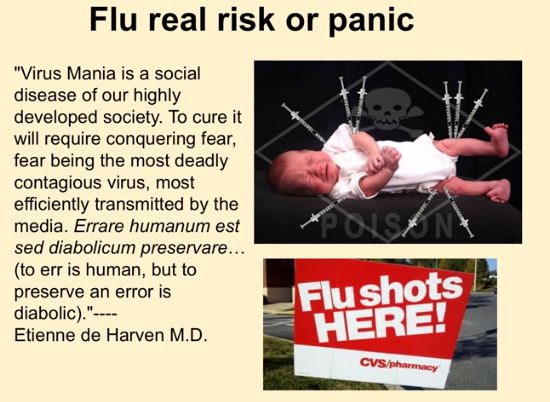 Flu real risk or panic
"Virus Mania is a social
disease of our highly
developed society. To cure it
will require conquering fear,
fear being the most deadly
contagious virus, most
efficiently transmitted by the
media. Errare humanum est
sed diabolicum preservare…
(to err is human, but to
preserve an error is
diabolic)."----
Etienne de Harven M.D.
POISON
Flu shots
HERE!
CVS/pharmacy